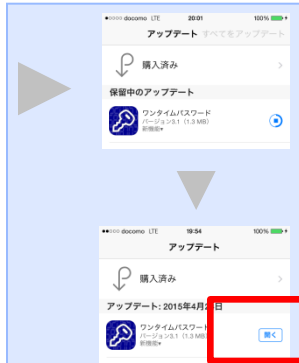 docomo LTE 20:01 100%
アップデート すべてをアップデート
購入済み
保留中のアップデート
ワンタイムパスワード
バージョン3.1 (1.3 MB)
新機能▾
docomo LTE 19:54 100%
アップデート
購入済み
アップデート: 2015年4月2 日
ワンタイムパスワード
バージョン3.1 (1.3 MB)
新機能▾
開く